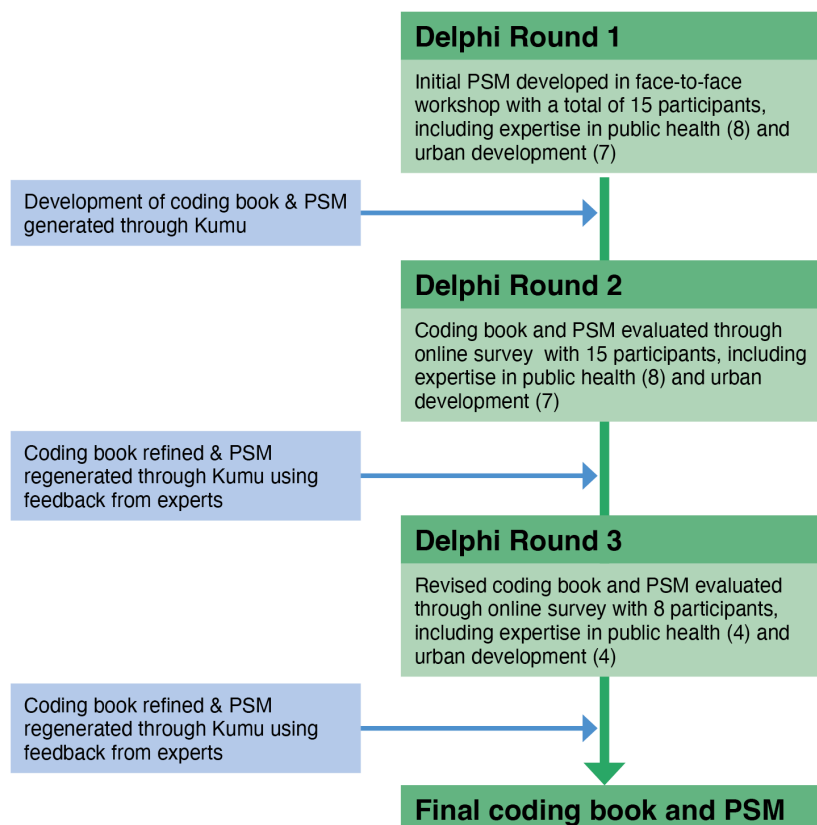 Delphi Round 1
Initial PSM developed in face-to-face
workshop with a total of 15 participants,
including expertise in public health (8) and
urban development (7)
Development of coding book & PSM
generated through Kumu
Delphi Round 2
Coding book and PSM evaluated through
online survey with 15 participants, including
expertise in public health (8) and urban
development (7)
Coding book refined & PSM
regenerated through Kumu using
feedback from experts
Delphi Round 3
Revised coding book and PSM evaluated
through online survey with 8 participants,
including expertise in public health (4) and
urban development (4)
Coding book refined & PSM
regenerated through Kumu using
feedback from experts
Final coding book and PSM